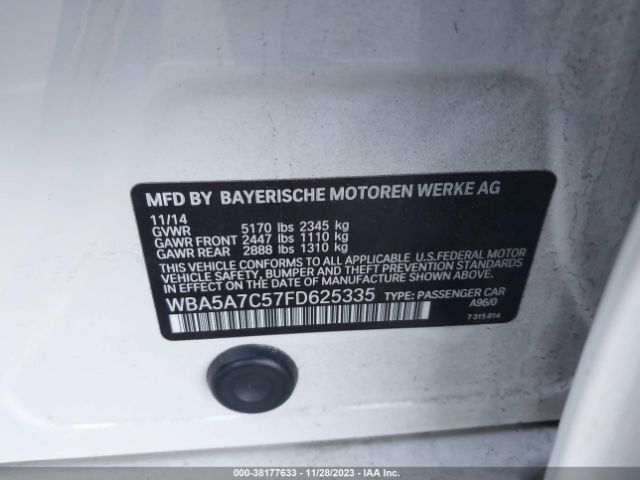 MFD BY BAYERISCHE MOTOREN WERKE AG
11/14
GVWR 5170 lbs 2345 kg
GAWR FRONT 2447 lbs 1110 kg
GAWR REAR 2888 lbs 1310 kg
THIS VEHICLE CONFORMS TO ALL APPLICABLE U.S.FEDERAL MOTOR
VEHICLE SAFETY, BUMPER AND THEFT PREVENTION STANDARDS
IN EFFECT ON THE DATE OF MANUFACTURE SHOWN ABOVE.
WBA5A7C57FD625335 TYPE: PASSENGER CAR
A96/0
7 315 814
000-38177633 - 11/28/2023 - IAA Inc.